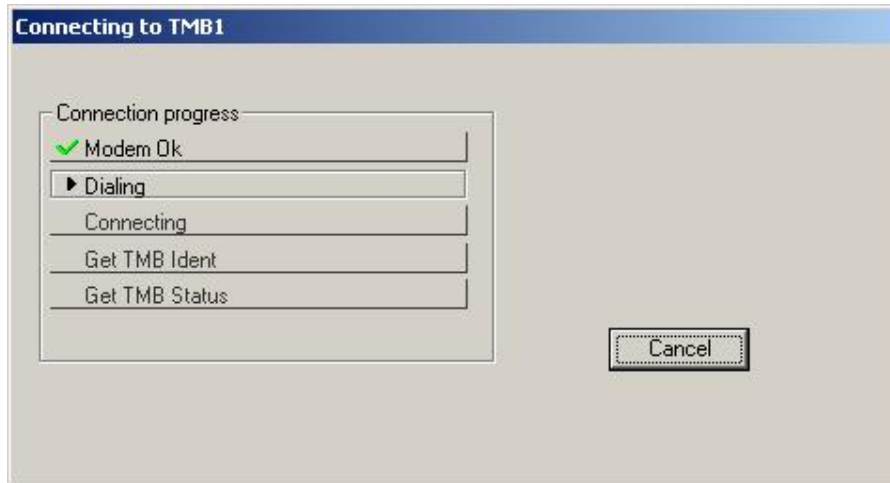 Connecting to TMB1
Connection progress
Modem Ok
Dialing
Connecting
Get TMB Ident
Get TMB Status
Cancel